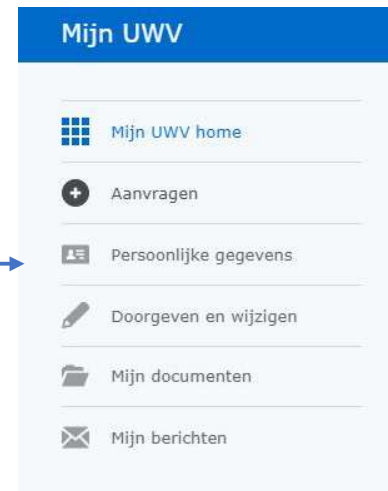 Mijn UWV
Mijn UWV home
Aanvragen
Persoonlijke gegevens
Doorgeven en wijzigen
Mijn documenten
Mijn berichten